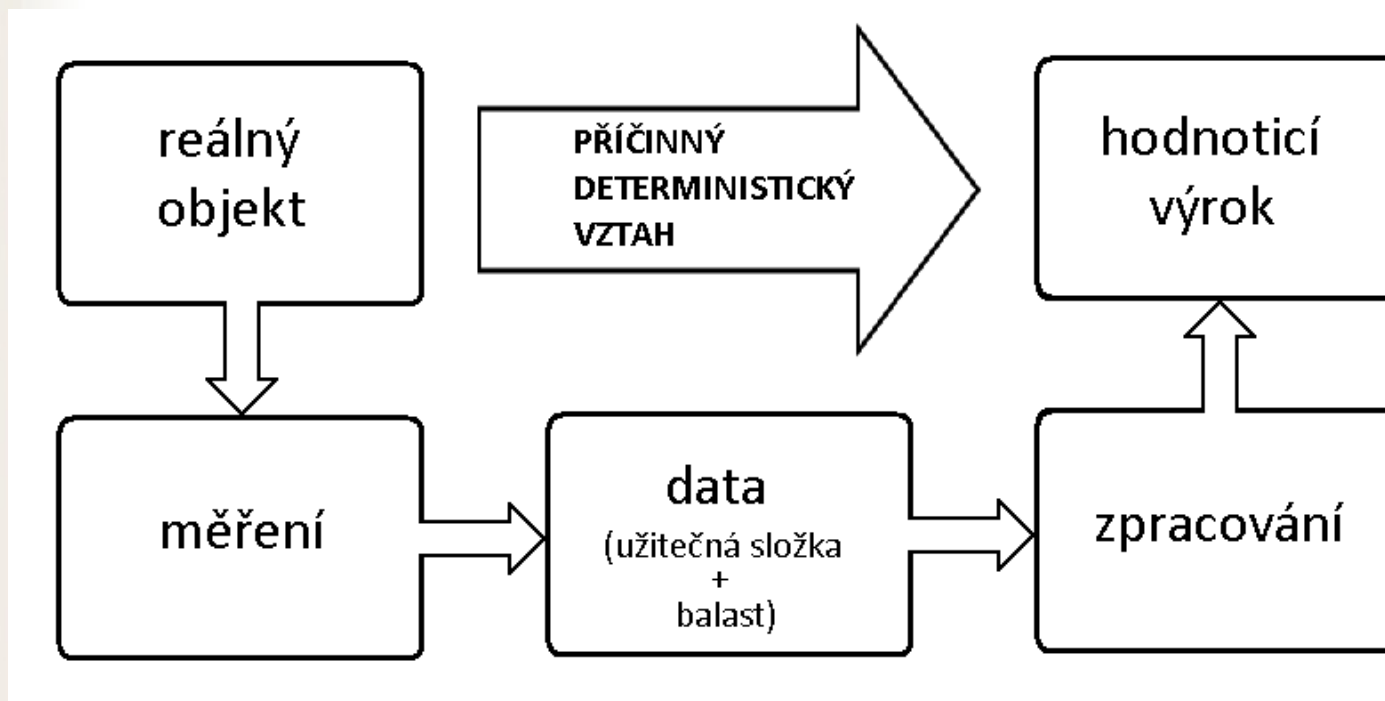 reálný
objekt
PŘÍČINNÝ
DETERMINISTICKÝ
VZTAH
hodnoticí
výrok
měření
data
(užitečná složka
+
balast)
zpracování